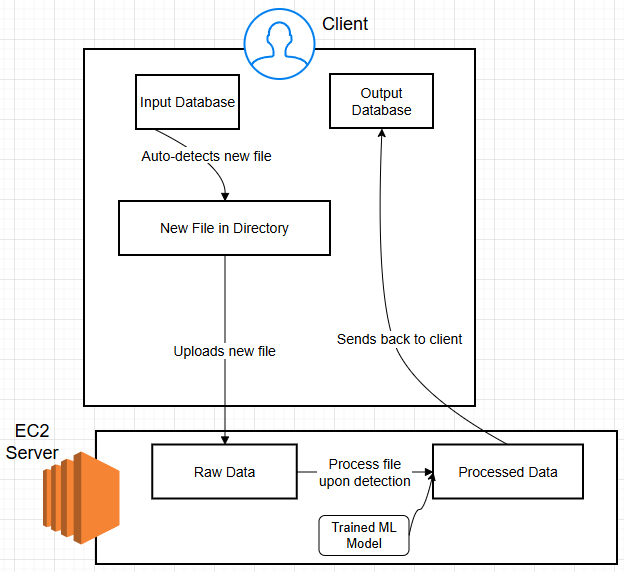 Client
Input Database
Output
Database
Auto-detects new file
New File in Directory
Uploads new file
Sends back to client
EC2
Server
Raw Data
Process file
upon detection
Processed Data
Trained ML
Model